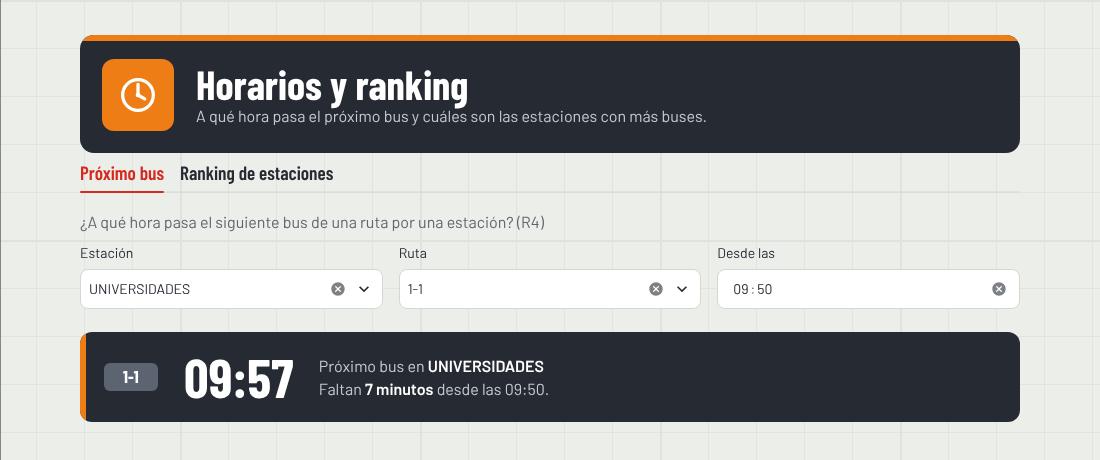 Horarios y ranking
A qué hora pasa el próximo bus y cuáles son las estaciones con más buses.
Próximo bus Ranking de estaciones
¿A qué hora pasa el siguiente bus de una ruta por una estación? (R4)
Estación Ruta Desde las
UNIVERSIDADES 1-1 09:50
1-1 09:57
Próximo bus en UNIVERSIDADES
Faltan 7 minutos desde las 09:50.